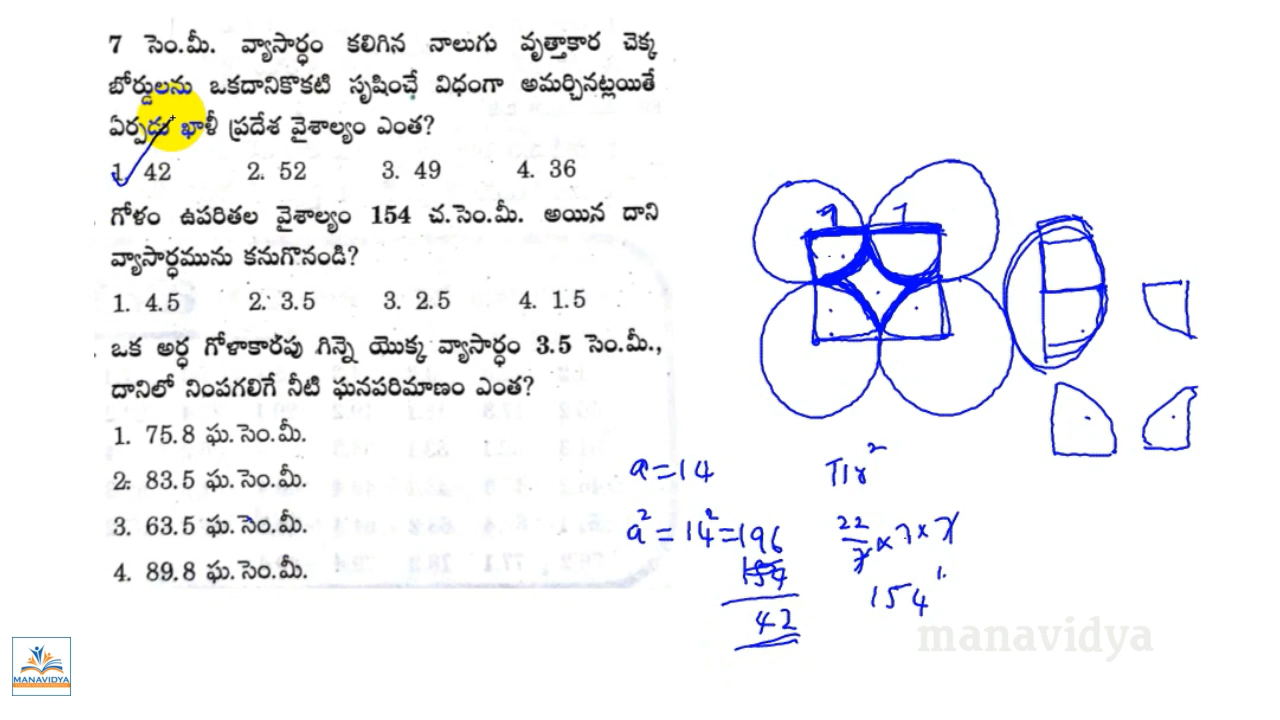 7 సెం.మీ. వ్యాసార్ధం కలిగిన నాలుగు వృత్తాకార చెక్క
బోర్డులను ఒకదానికొకటి సృషించే విధంగా అమర్చినట్లయితే
ఏర్పడు ఖాళీ ప్రదేశ వైశాల్యం ఎంత?
1. 42 2. 52 3. 49 4. 36
గోళం ఉపరితల వైశాల్యం 154 చ.సెం.మీ. అయిన దాని
వ్యాసార్ధమును కనుగొనండి?
1. 4.5 2. 3.5 3. 2.5 4. 1.5
ఒక అర్ధ గోళాకారపు గిన్నె యొక్క వ్యాసార్ధం 3.5 సెం.మీ.,
దానిలో నింపగలిగే నీటి ఘనపరిమాణం ఎంత?
1. 75.8 ఘ.సెం.మీ.
2. 83.5 ఘ.సెం.మీ.
3. 63.5 ఘ.సెం.మీ.
4. 89.8 ఘ.సెం.మీ.
7 7
a = 14
a² = 14² = 196
154
42
πr²
22/7 × 7 × 7
154
manavidya
MANAVIDYA